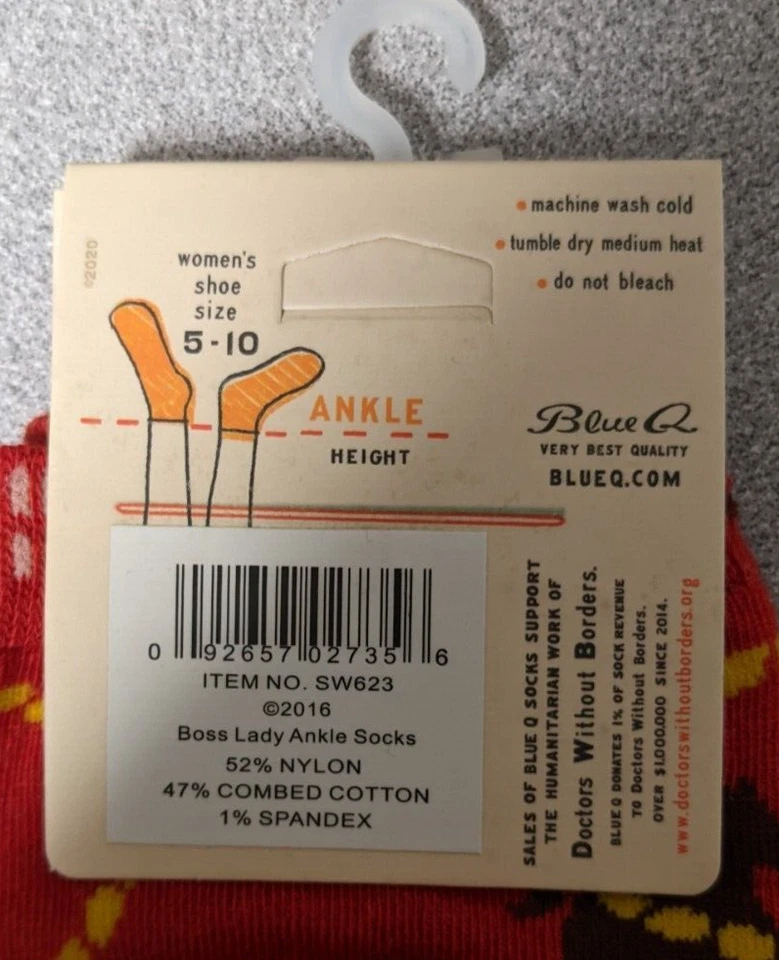 ©2020
women's
shoe
size
5-10
ANKLE
HEIGHT
• machine wash cold
• tumble dry medium heat
• do not bleach
Blue Q
VERY BEST QUALITY
BLUEQ.COM
0 92657 02735 6
ITEM NO. SW623
©2016
Boss Lady Ankle Socks
52% NYLON
47% COMBED COTTON
1% SPANDEX
SALES OF BLUE Q SOCKS SUPPORT
THE HUMANITARIAN WORK OF
Doctors Without Borders.
BLUE Q DONATES 1% OF SOCK REVENUE
TO Doctors Without Borders.
OVER $1,000,000 SINCE 2014.
www.doctorswithoutborders.org